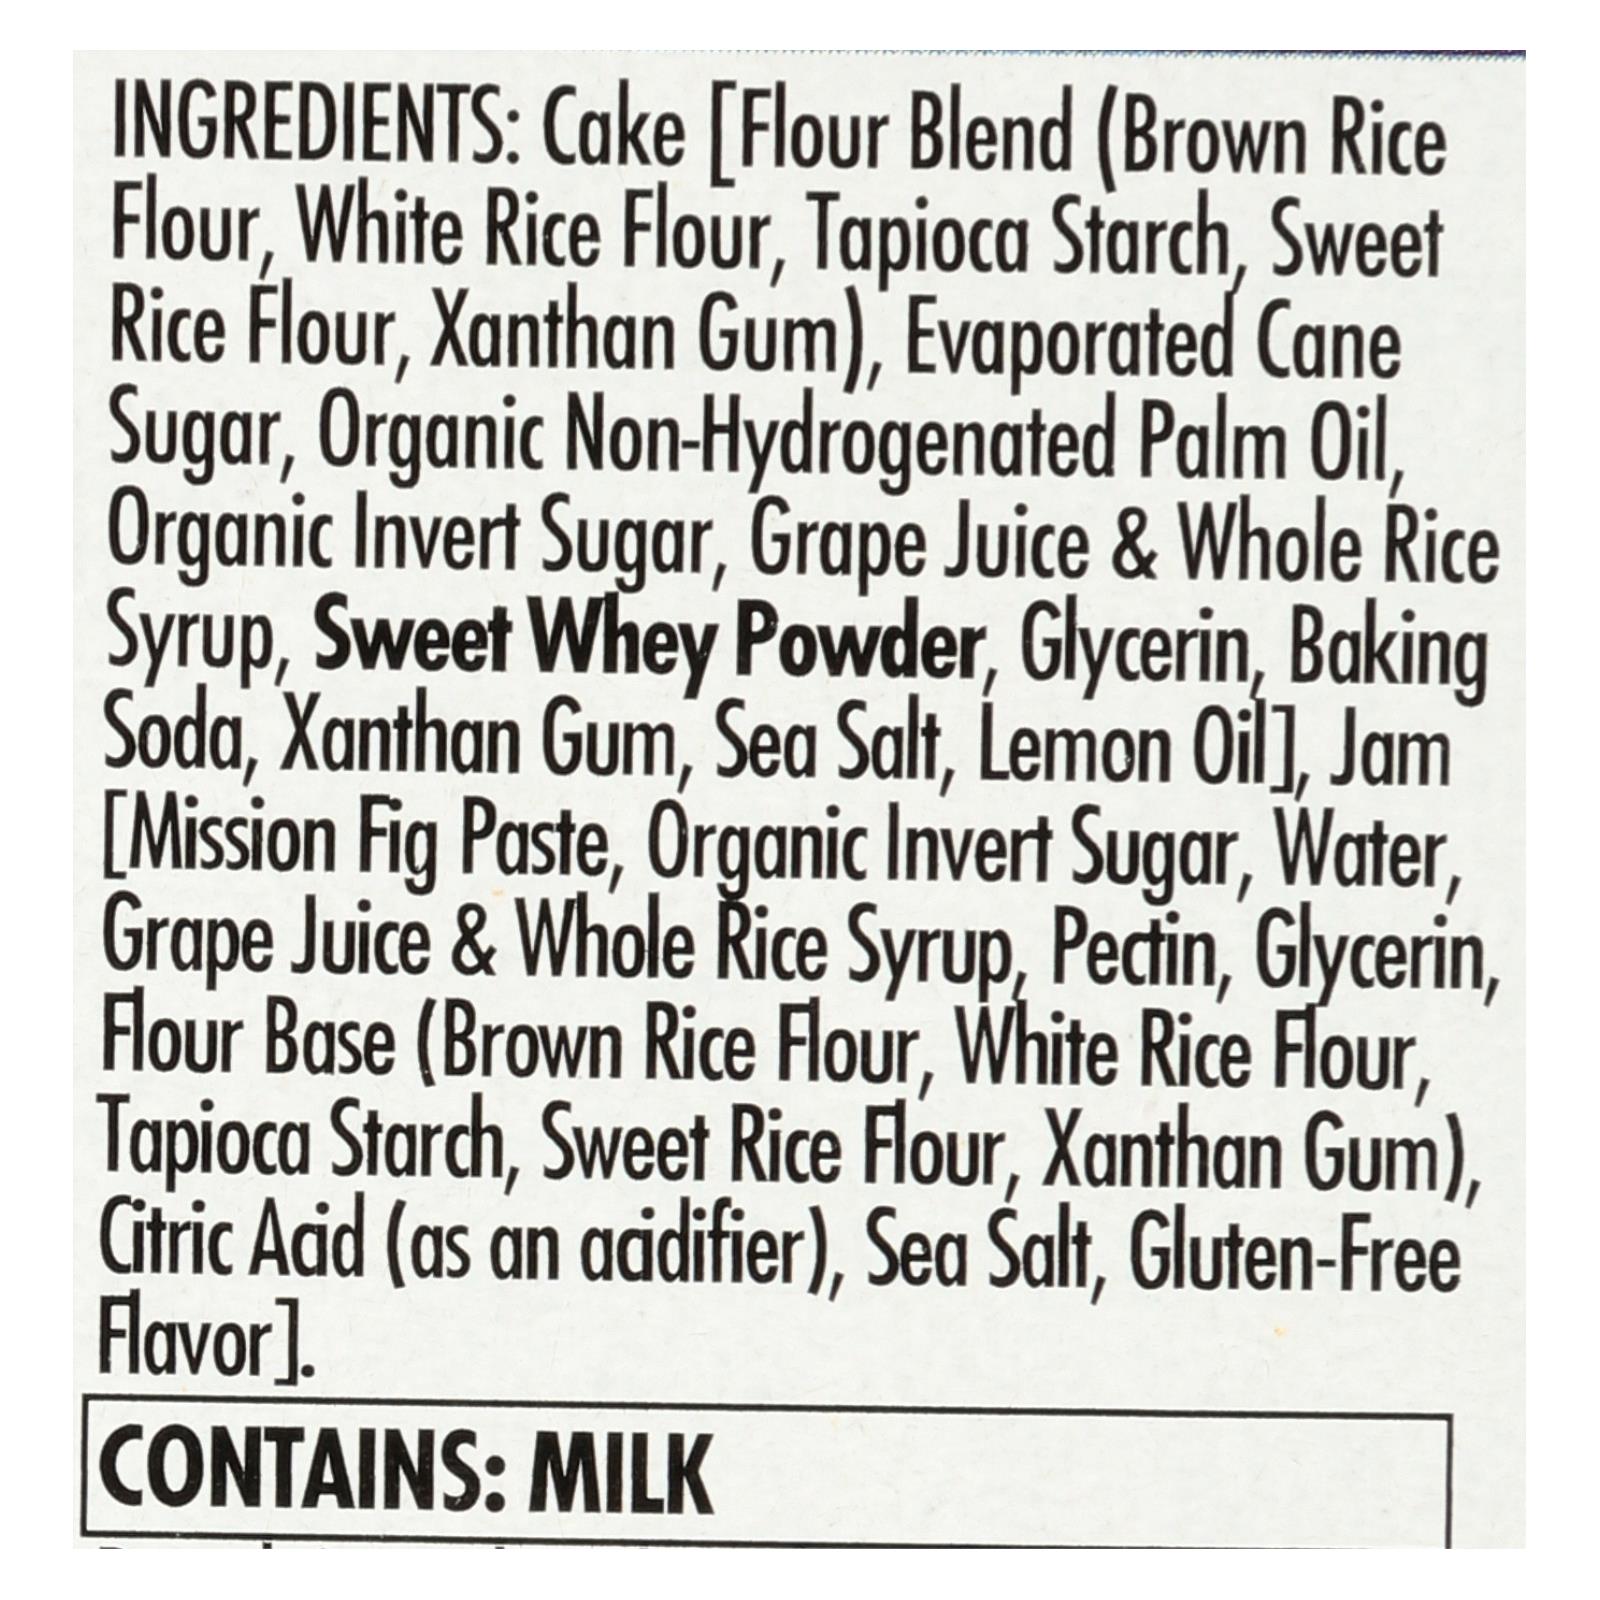 INGREDIENTS: Cake [Flour Blend (Brown Rice
Flour, White Rice Flour, Tapioca Starch, Sweet
Rice Flour, Xanthan Gum), Evaporated Cane
Sugar, Organic Non-Hydrogenated Palm Oil,
Organic Invert Sugar, Grape Juice & Whole Rice
Syrup, Sweet Whey Powder, Glycerin, Baking
Soda, Xanthan Gum, Sea Salt, Lemon Oil], Jam
[Mission Fig Paste, Organic Invert Sugar, Water,
Grape Juice & Whole Rice Syrup, Pectin, Glycerin,
Flour Base (Brown Rice Flour, White Rice Flour,
Tapioca Starch, Sweet Rice Flour, Xanthan Gum),
Citric Acid (as an acidifier), Sea Salt, Gluten-Free
Flavor].
CONTAINS: MILK